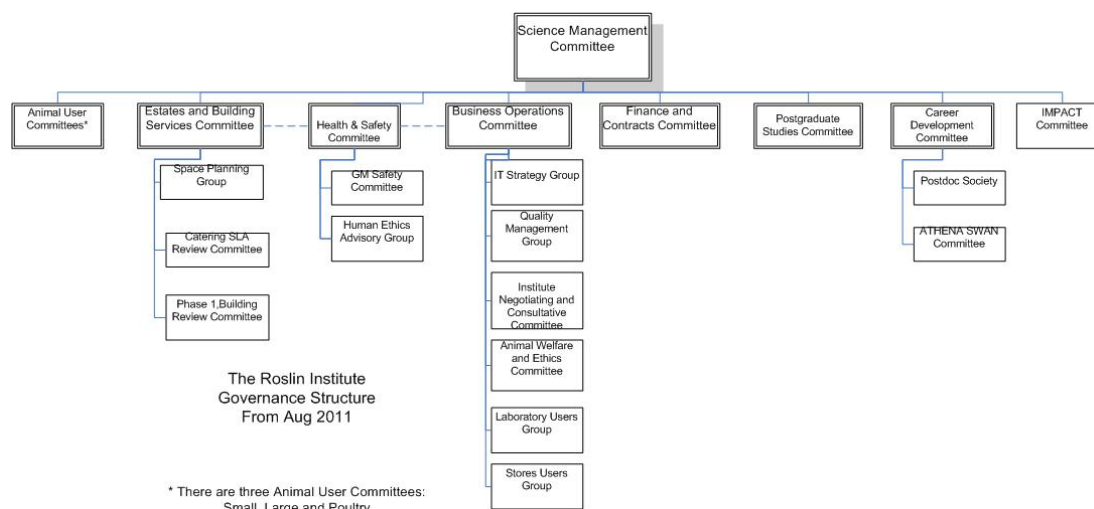 Science Management
Committee
Animal User
Committees*
Estates and Building
Services Committee
Health & Safety
Committee
Business Operations
Committee
Finance and
Contracts Committee
Postgraduate
Studies Committee
Career
Development
Committee
IMPACT
Committee
Space Planning
Group
Catering SLA
Review Committee
Phase 1,Building
Review Committee
GM Safety
Committee
Human Ethics
Advisory Group
IT Strategy Group
Quality
Management
Group
Institute
Negotiating and
Consultative
Committee
Animal Welfare
and Ethics
Committee
Laboratory Users
Group
Stores Users
Group
Postdoc Society
ATHENA SWAN
Committee
The Roslin Institute
Governance Structure
From Aug 2011
* There are three Animal User Committees:
Small, Large and Poultry